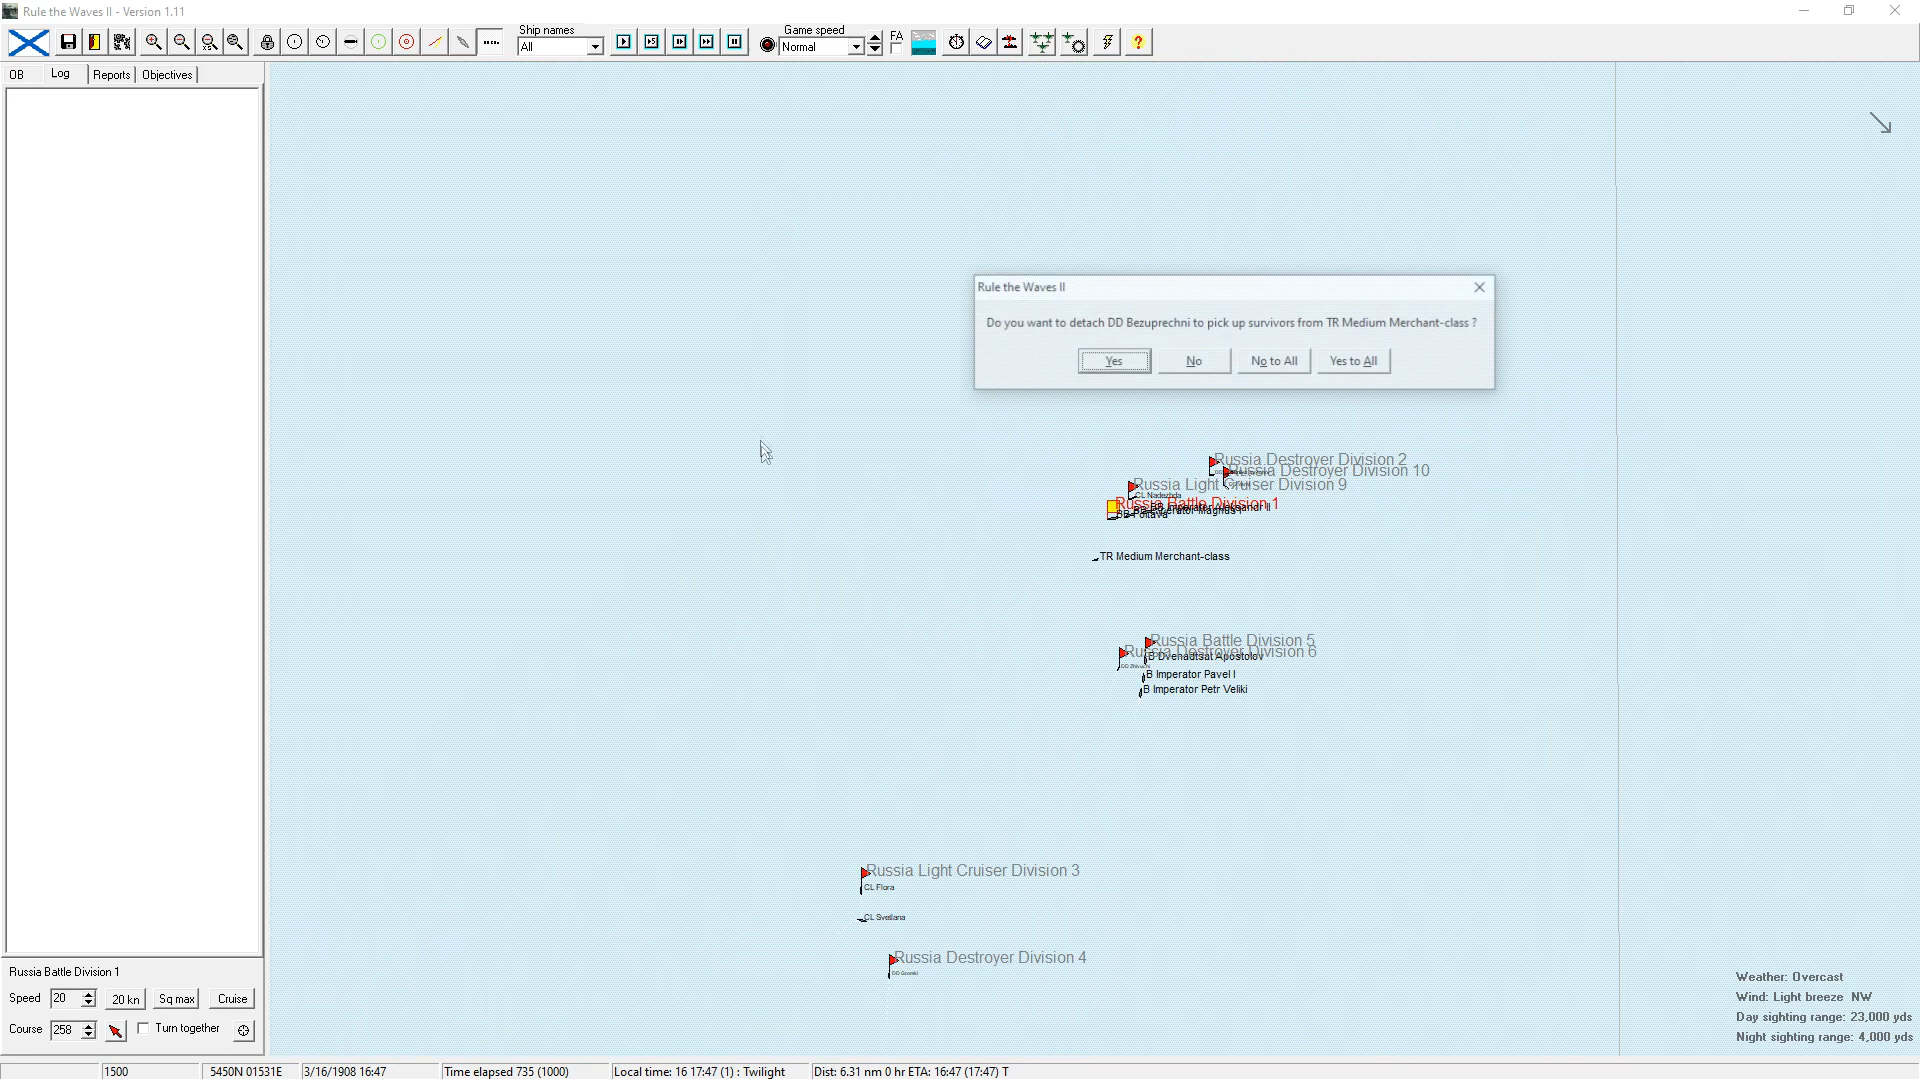 Rule the Waves II - Version 1.11
Ship names
All
Game speed
Normal
FA
OB
Log
Reports
Objectives
Rule the Waves II
Do you want to detach DD Bezuprechni to pick up survivors from TR Medium Merchant-class ?
Yes
No
No to All
Yes to All
Russia Destroyer Division 2
Russia Destroyer Division 10
Russia Light Cruiser Division 9
CL Nadezhda
Russia Battle Division 1
BB Poltava
TR Medium Merchant-class
Russia Battle Division 5
Russia Destroyer Division 6
B Dvenadtsat Apostolov
B Imperator Pavel I
B Imperator Petr Veliki
Russia Light Cruiser Division 3
CL Flora
CL Svetlana
Russia Destroyer Division 4
DD Gromki
Russia Battle Division 1
Speed 20 20 kn Sq max Cruise
Course 258 Turn together
Weather: Overcast
Wind: Light breeze NW
Day sighting range: 23,000 yds
Night sighting range: 4,000 yds
1500
5450N 01531E
3/16/1908 16:47
Time elapsed 735 (1000)
Local time: 16 17:47 (1) : Twilight
Dist: 6.31 nm 0 hr ETA: 16:47 (17:47) T